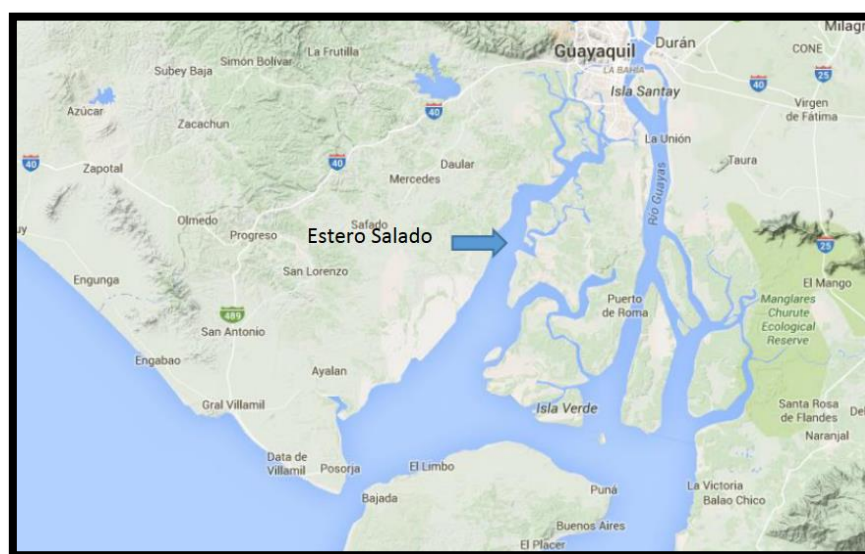 Milag
Guayaquil
Durán
CONE
La Frutilla
Simón Bolívar
Subey Baja
LA BAHIA
40
25
Isla Santay
Azúcar
40
Virgen
de Fátima
Zacachun
La Unión
40
40
Daular
Taura
Zapotal
Mercedes
Río Guayas
Olmedo
Safado
uy
Progreso
Estero Salado
25
San Lorenzo
Engunga
El Mango
Puerto
de Roma
Manglares
Churute
Ecological
Reserve
489
San Antonio
Engabao
Ayalan
Gral Villamil
Isla Verde
Santa Rosa
de Flandes
De
Naranjal
Data de
Villamil
Posorja
El Limbo
Bajada
Puná
La Victoria
Balao Chico
Buenos Aires
El Placer